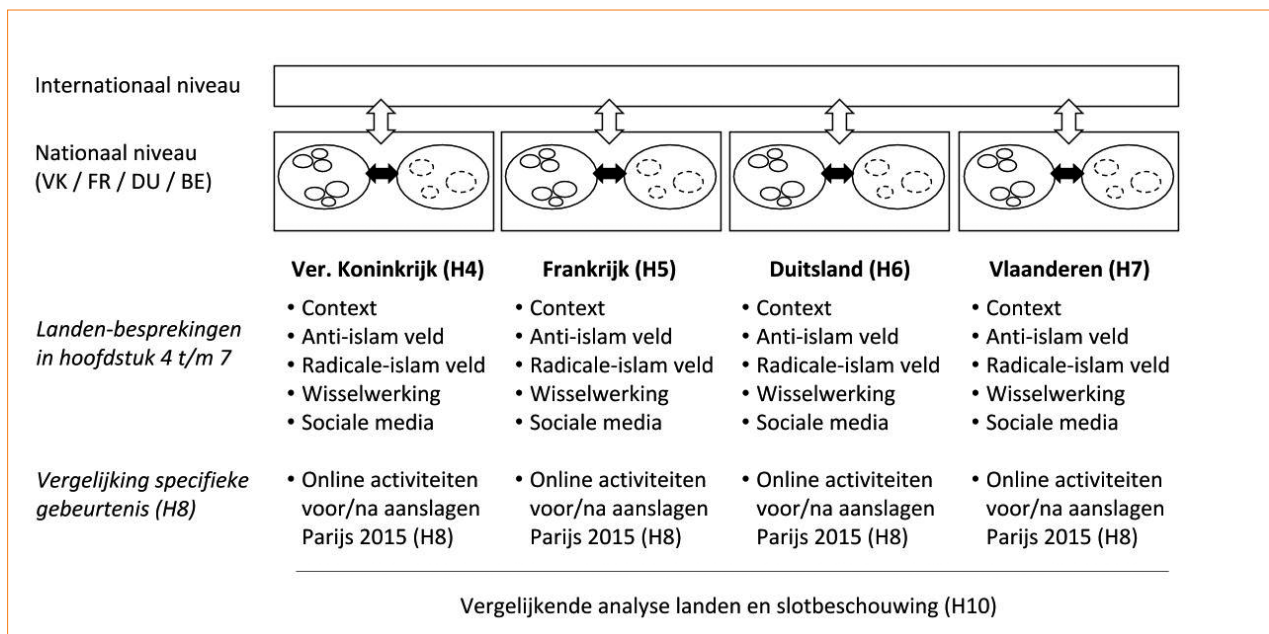 Internationaal niveau
Nationaal niveau
(VK / FR / DU / BE)
Ver. Koninkrijk (H4)
Frankrijk (H5)
Duitsland (H6)
Vlaanderen (H7)
Landen-besprekingen
in hoofdstuk 4 t/m 7
• Context
• Anti-islam veld
• Radicale-islam veld
• Wisselwerking
• Sociale media
• Context
• Anti-islam veld
• Radicale-islam veld
• Wisselwerking
• Sociale media
• Context
• Anti-islam veld
• Radicale-islam veld
• Wisselwerking
• Sociale media
• Context
• Anti-islam veld
• Radicale-islam veld
• Wisselwerking
• Sociale media
Vergelijking specifieke
gebeurtenis (H8)
• Online activiteiten
voor/na aanslagen
Parijs 2015 (H8)
• Online activiteiten
voor/na aanslagen
Parijs 2015 (H8)
• Online activiteiten
voor/na aanslagen
Parijs 2015 (H8)
• Online activiteiten
voor/na aanslagen
Parijs 2015 (H8)
Vergelijkende analyse landen en slotbeschouwing (H10)